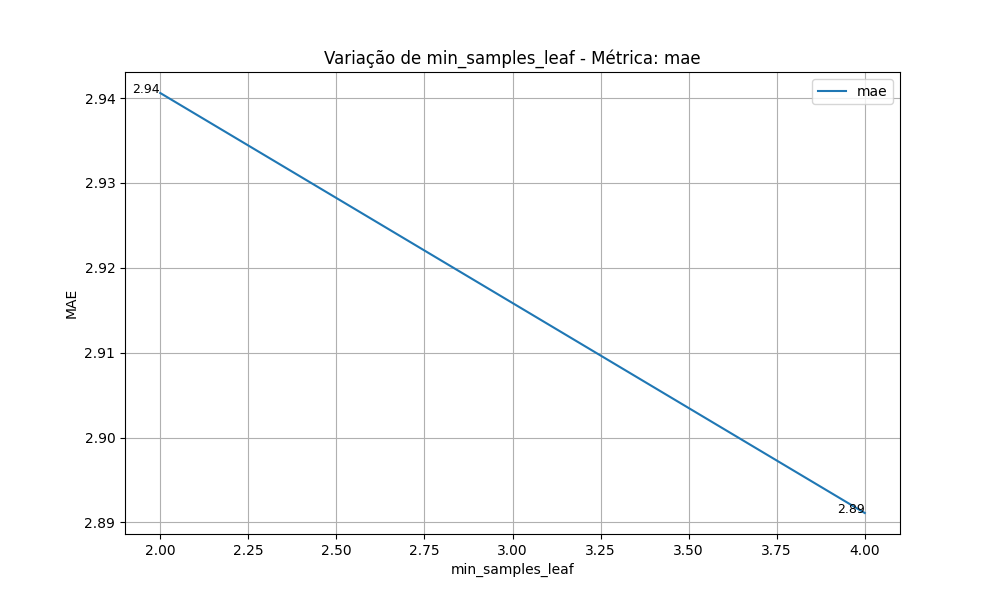 Variação de min_samples_leaf - Métrica: mae
mae
2.94
2.89
2.94
2.93
2.92
2.91
2.90
2.89
MAE
2.00 2.25 2.50 2.75 3.00 3.25 3.50 3.75 4.00
min_samples_leaf